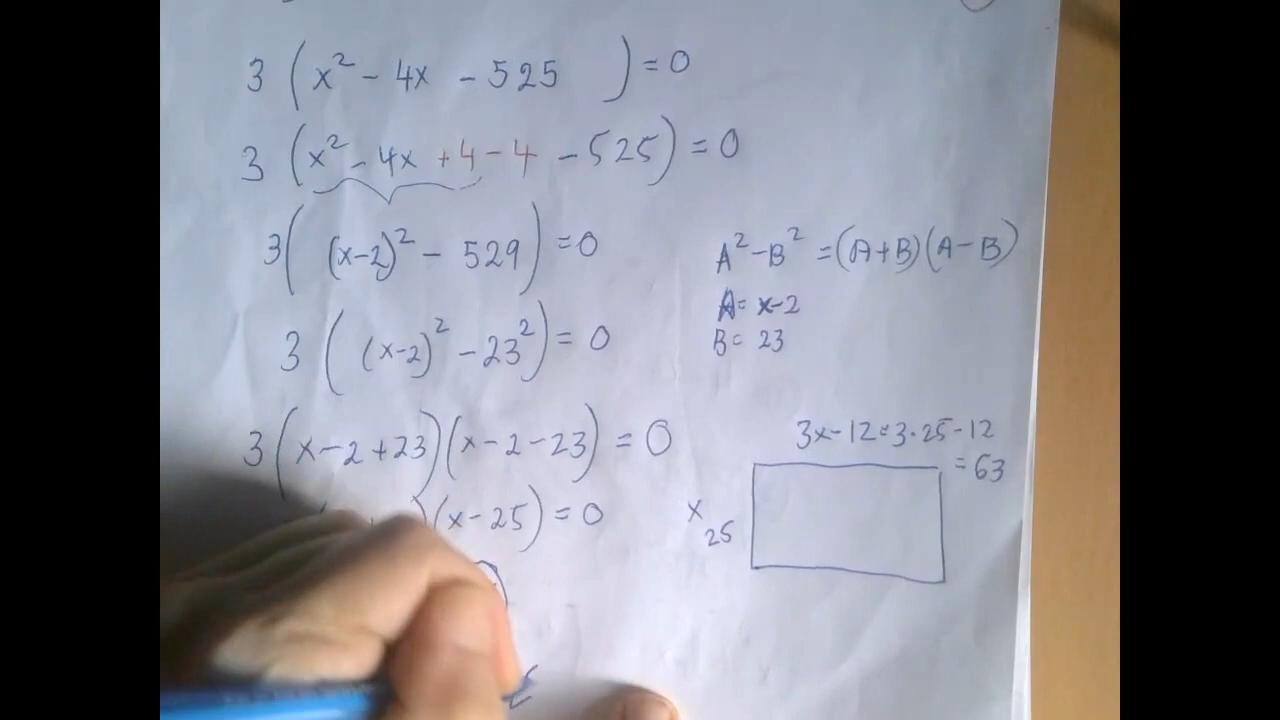 3 (x² - 4x - 525 ) = 0
3 (x² - 4x + 4 - 4 - 525) = 0
3( (x-2)² - 529) = 0
3 ( (x-2)² - 23²) = 0
3 (x - 2 + 23)(x - 2 - 23) = 0
)(x - 25) = 0
A² - B² = (A+B)(A-B)
A = x-2
B = 23
3x - 12 = 3·25 - 12
= 63
x
25